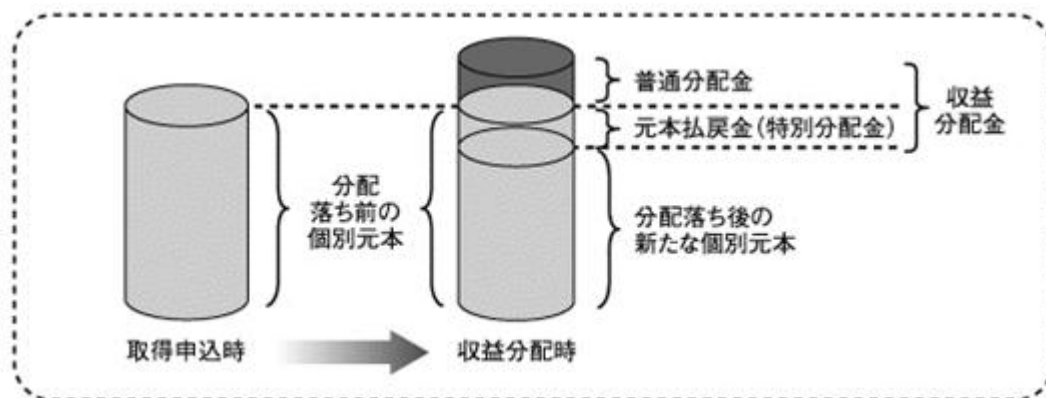 普通分配金
元本払戻金(特別分配金)
収益
分配金
分配
落ち前の
個別元本
分配落ち後の
新たな個別元本
取得申込時
収益分配時